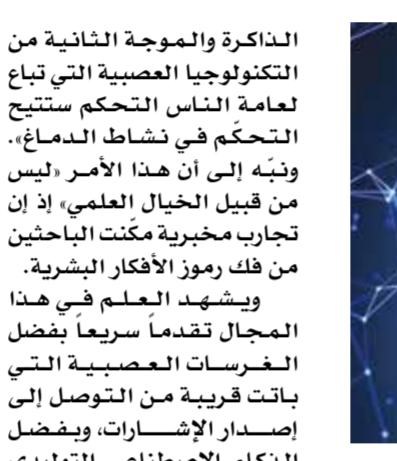 الذاكرة والموجة الثانية من
التكنولوجيا العصبية التي تباع
لعامة الناس التحكم ستتيح
التحكّم في نشاط الدماغ».
ونبّه إلى أن هذا الأمر «ليس
من قبيل الخيال العلمي» إذ إن
تجارب مخبرية مكّنت الباحثين
من فك رموز الأفكار البشرية.
ويشهد العلم في هذا
المجال تقدماً سريعاً بفضل
الغرسات العصبية التي
باتت قريبة من التوصل إلى
إصدار الإشارات، وبفضل
الذكاء الاصطناعي التوليدي